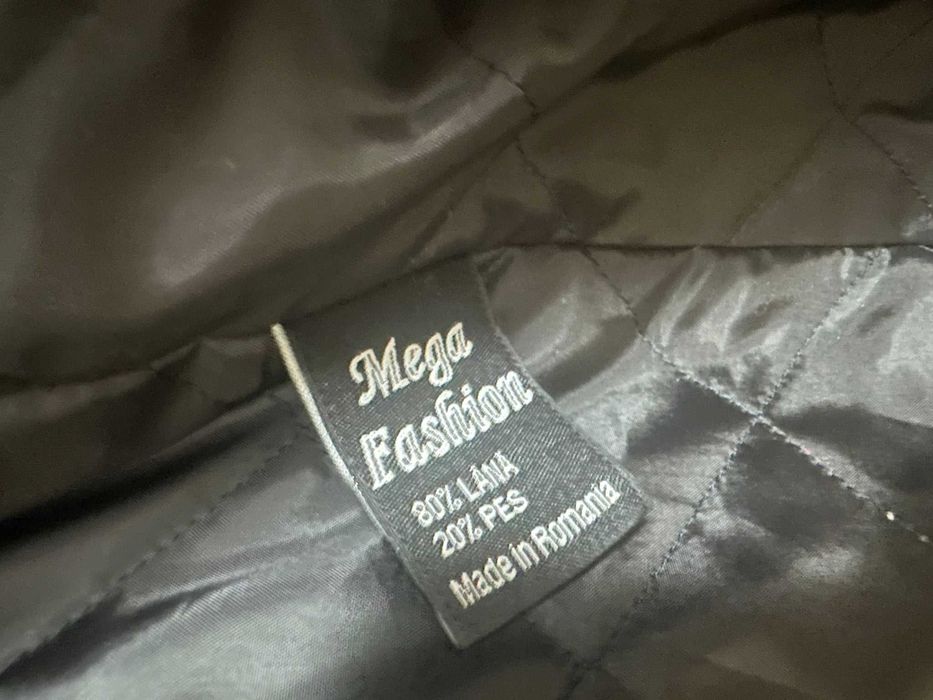 Mega
Fashion
80% LÂNA
20% PES
Made in Romania